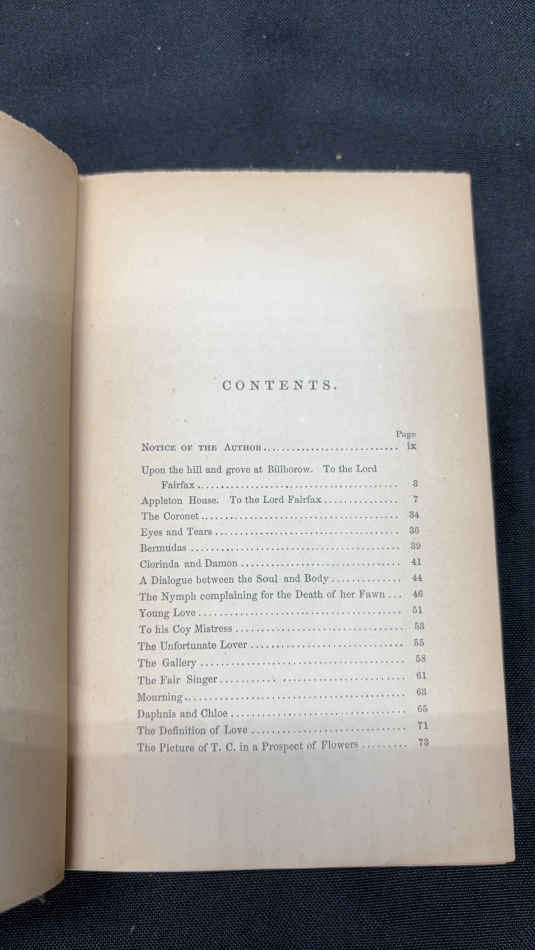 CONTENTS.
Page
NOTICE OF THE AUTHOR........................... ix
Upon the hill and grove at Billborow. To the Lord
Fairfax......................................... 3
Appleton House. To the Lord Fairfax............... 7
The Coronet........................................ 34
Eyes and Tears..................................... 36
Bermudas .......................................... 39
Clorinda and Damon................................. 41
A Dialogue between the Soul and Body.............. 44
The Nymph complaining for the Death of her Fawn... 46
Young Love......................................... 51
To his Coy Mistress................................ 53
The Unfortunate Lover.............................. 55
The Gallery........................................ 58
The Fair Singer.................................... 61
Mourning........................................... 63
Daphnis and Chloe.................................. 65
The Definition of Love............................. 71
The Picture of T. C. in a Prospect of Flowers......... 73